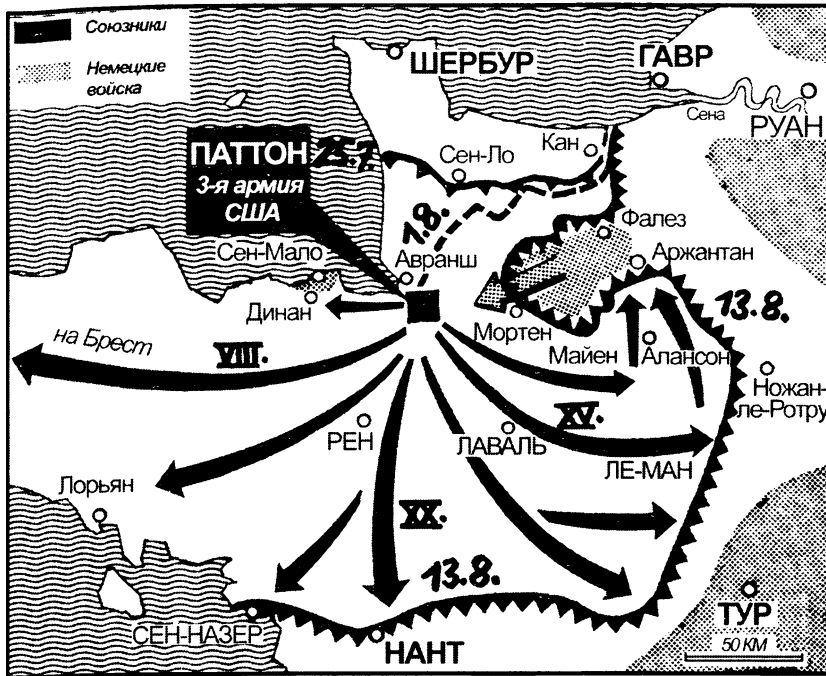 Союзники
Немецкие
войска
ШЕРБУР
ГАВР
Сена
РУАН
ПАТТОН
3-я армия
США
25.7.
Сен-Ло
Кан
1.8.
Фалез
Аржантан
Сен-Мало
Авранш
Динан
Мортен
13.8.
Майен
Алансон
на Брест
VIII.
Ножан-
ле-Ротру
РЕН
ЛАВАЛЬ
XV.
ЛЕ-МАН
Лорьян
XX.
13.8.
СЕН-НАЗЕР
НАНТ
ТУР
50 КМ